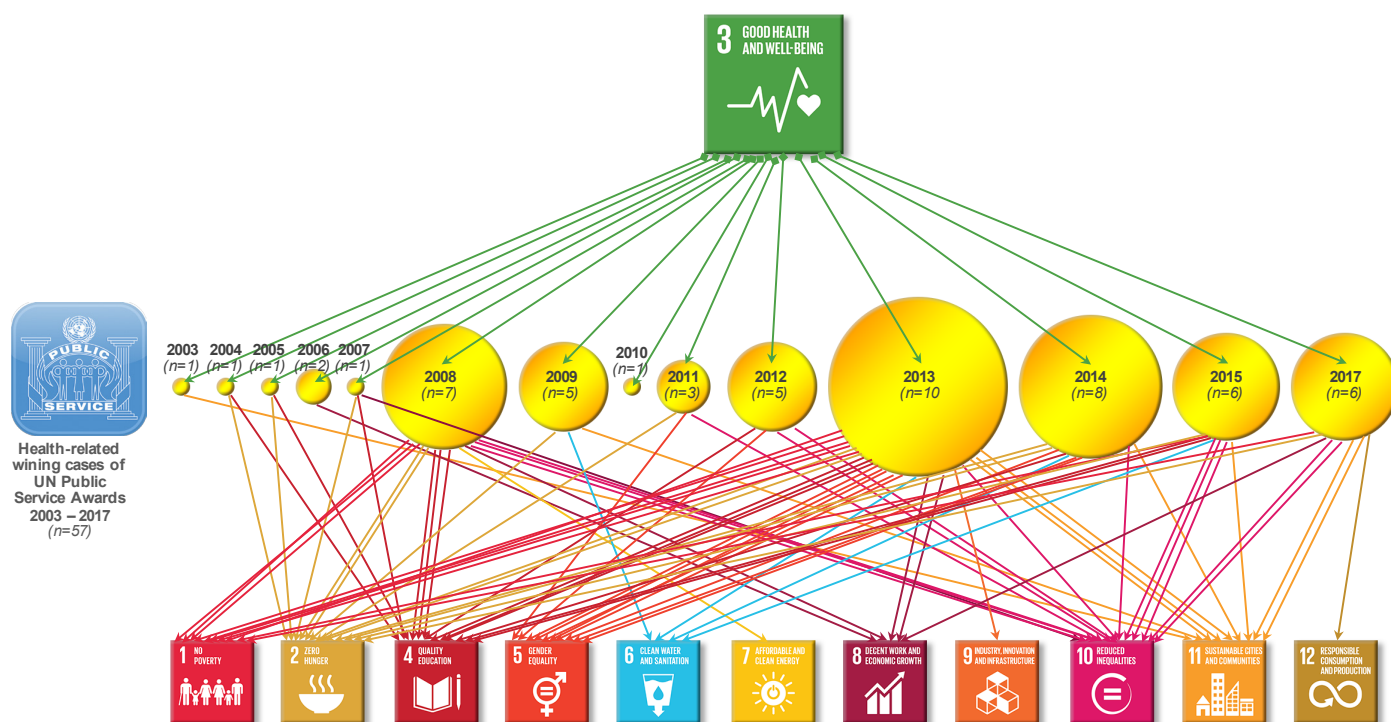 3 GOOD HEALTH
AND WELL-BEING
PUBLIC
SERVICE
Health-related
wining cases of
UN Public
Service Awards
2003 – 2017
(n=57)
2003
(n=1)
2004
(n=1)
2005
(n=1)
2006
(n=2)
2007
(n=1)
2008
(n=7)
2009
(n=5)
2010
(n=1)
2011
(n=3)
2012
(n=5)
2013
(n=10
2014
(n=8)
2015
(n=6)
2017
(n=6)
1 NO
POVERTY
2 ZERO
HUNGER
4 QUALITY
EDUCATION
5 GENDER
EQUALITY
6 CLEAN WATER
AND SANITATION
7 AFFORDABLE AND
CLEAN ENERGY
8 DECENT WORK AND
ECONOMIC GROWTH
9 INDUSTRY, INNOVATION
AND INFRASTRUCTURE
10 REDUCED
INEQUALITIES
11 SUSTAINABLE CITIES
AND COMMUNITIES
12 RESPONSIBLE
CONSUMPTION
AND PRODUCTION